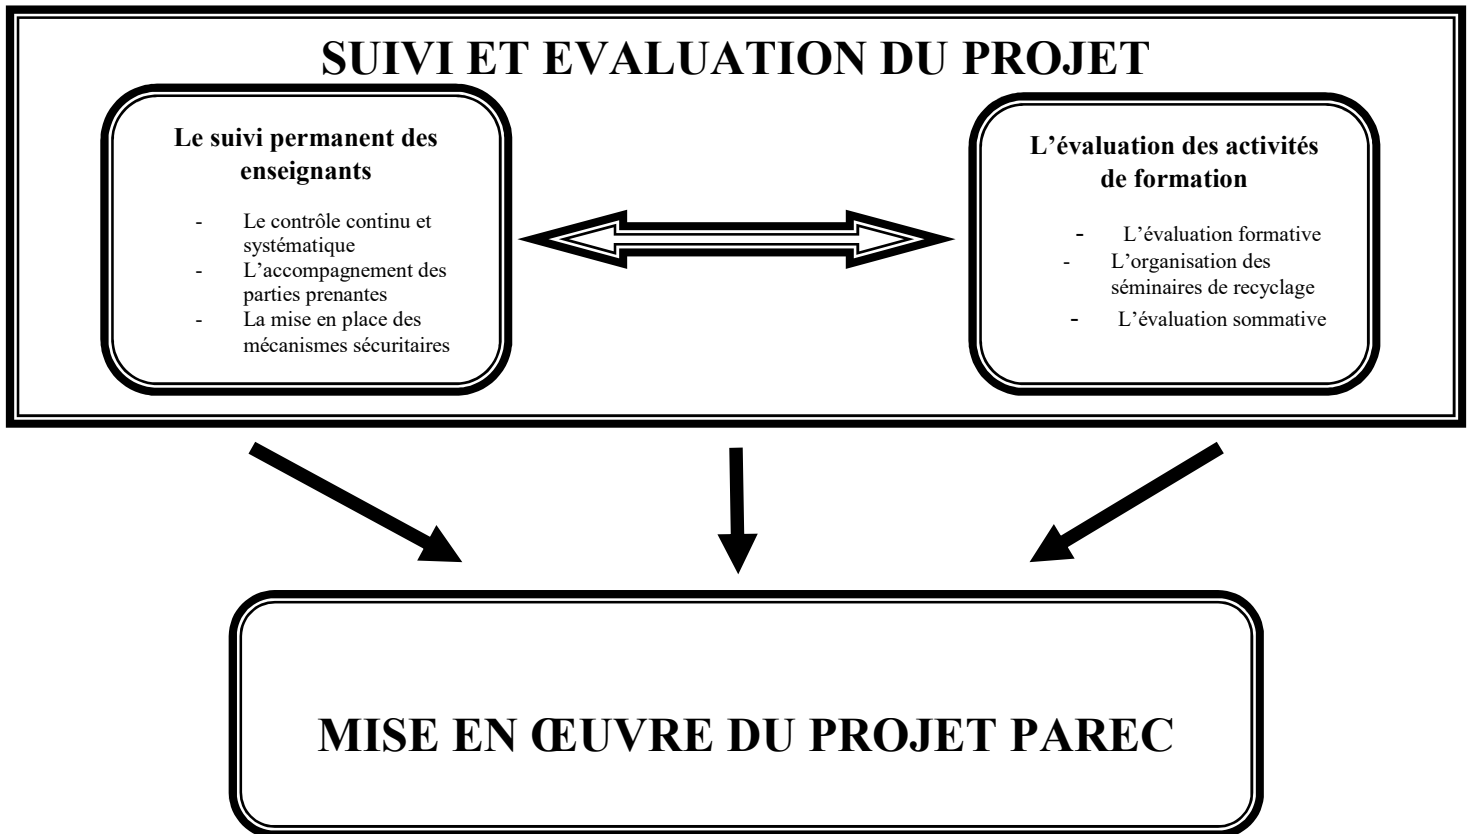 SUIVI ET EVALUATION DU PROJET
Le suivi permanent des
enseignants
- Le contrôle continu et
systématique
- L’accompagnement des
parties prenantes
- La mise en place des
mécanismes sécuritaires
L’évaluation des activités
de formation
- L’évaluation formative
- L’organisation des
séminaires de recyclage
- L’évaluation sommative
MISE EN ŒUVRE DU PROJET PAREC